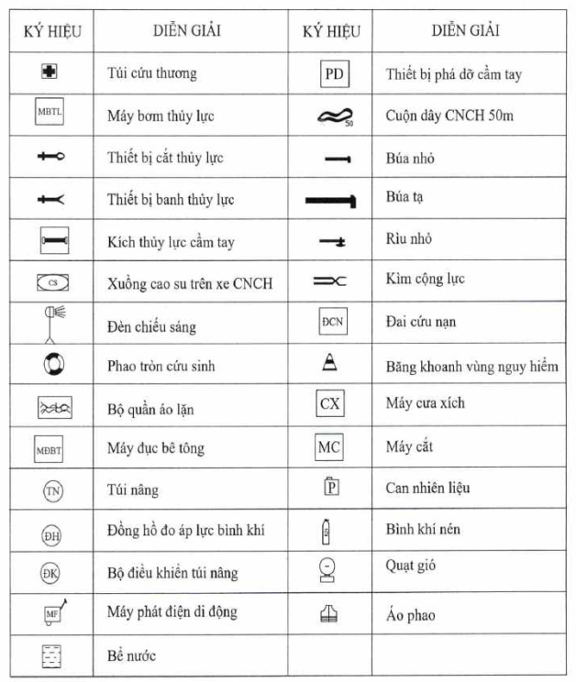 KÝ HIỆU DIỄN GIẢI KÝ HIỆU DIỄN GIẢI
Túi cứu thương PD Thiết bị phá dỡ cầm tay
MBTL Máy bơm thủy lực 50 Cuộn dây CNCH 50m
Thiết bị cắt thủy lực Búa nhỏ
Thiết bị banh thủy lực Búa tạ
Kích thủy lực cầm tay Rìu nhỏ
CS Xuồng cao su trên xe CNCH Kìm cộng lực
Đèn chiếu sáng ĐCN Đai cứu nạn
Phao tròn cứu sinh Băng khoanh vùng nguy hiểm
Bộ quần áo lặn CX Máy cưa xích
MĐBT Máy đục bê tông MC Máy cắt
TN Túi nâng P Can nhiên liệu
ĐH Đồng hồ đo áp lực bình khí Bình khí nén
ĐK Bộ điều khiển túi nâng Quạt gió
MF Máy phát điện di động Áo phao
Bể nước